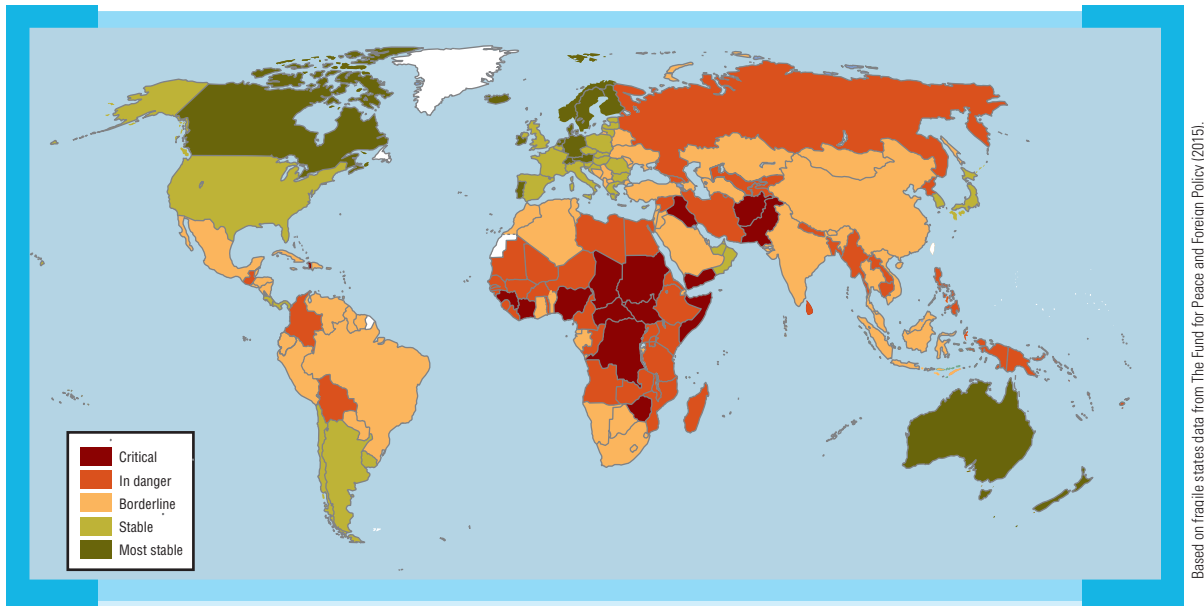 Critical
In danger
Borderline
Stable
Most stable
Based on fragile states data from The Fund for Peace and Foreign Policy (2015).